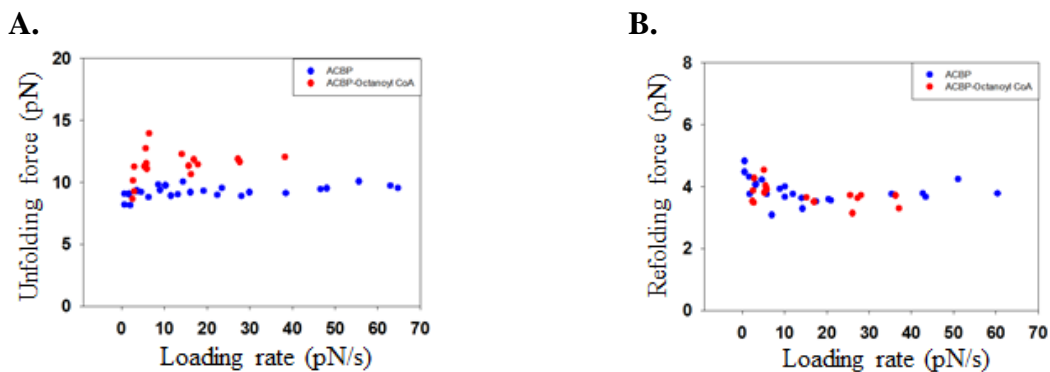 A.
Unfolding force (pN)
20
15
10
5
0
ACBP
ACBP-Octanoyl CoA
0 10 20 30 40 50 60 70
Loading rate (pN/s)
B.
Refolding force (pN)
8
6
4
2
0
ACBP
ACBP-Octanoyl CoA
0 10 20 30 40 50 60 70
Loading rate (pN/s)